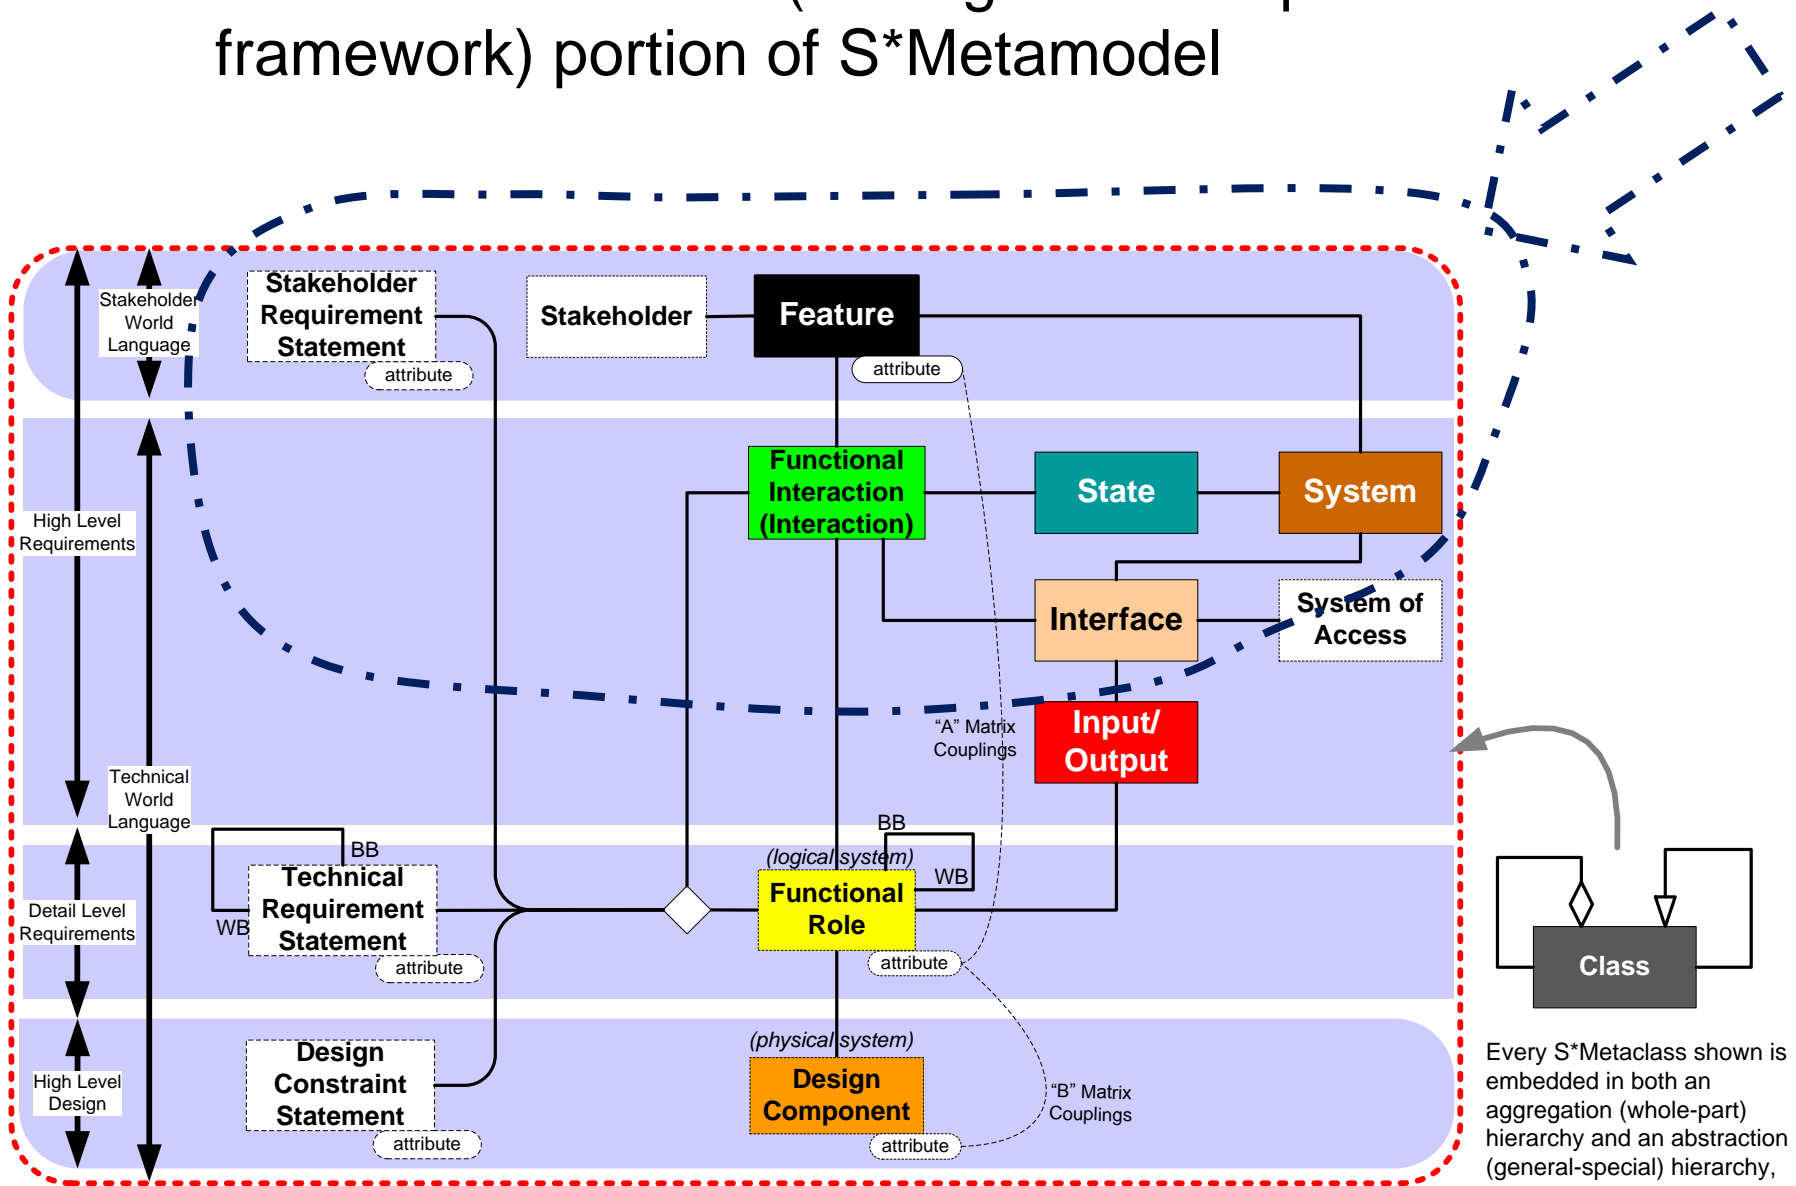 framework) portion of S*Metamodel
Stakeholder
World
Language
Stakeholder
Requirement
Statement
attribute
Stakeholder
Feature
attribute
High Level
Requirements
Functional
Interaction
(Interaction)
State
System
Interface
System of
Access
"A" Matrix
Couplings
Input/
Output
Technical
World
Language
BB
WB
Technical
Requirement
Statement
attribute
(logical system)
BB
WB
Functional
Role
attribute
Detail Level
Requirements
High Level
Design
Design
Constraint
Statement
attribute
(physical system)
Design
Component
attribute
“B” Matrix
Couplings
Class
Every S*Metaclass shown is
embedded in both an
aggregation (whole-part)
hierarchy and an abstraction
(general-special) hierarchy,